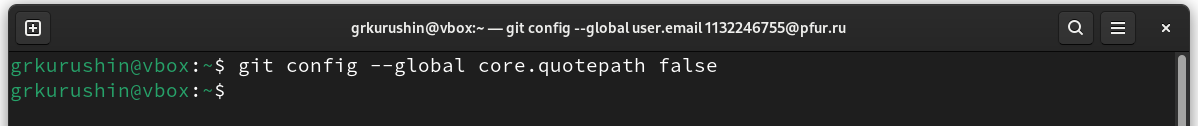 grkurushin@vbox:~ — git config --global user.email 1132246755@pfur.ru
grkurushin@vbox:~$ git config --global core.quotepath false
grkurushin@vbox:~$